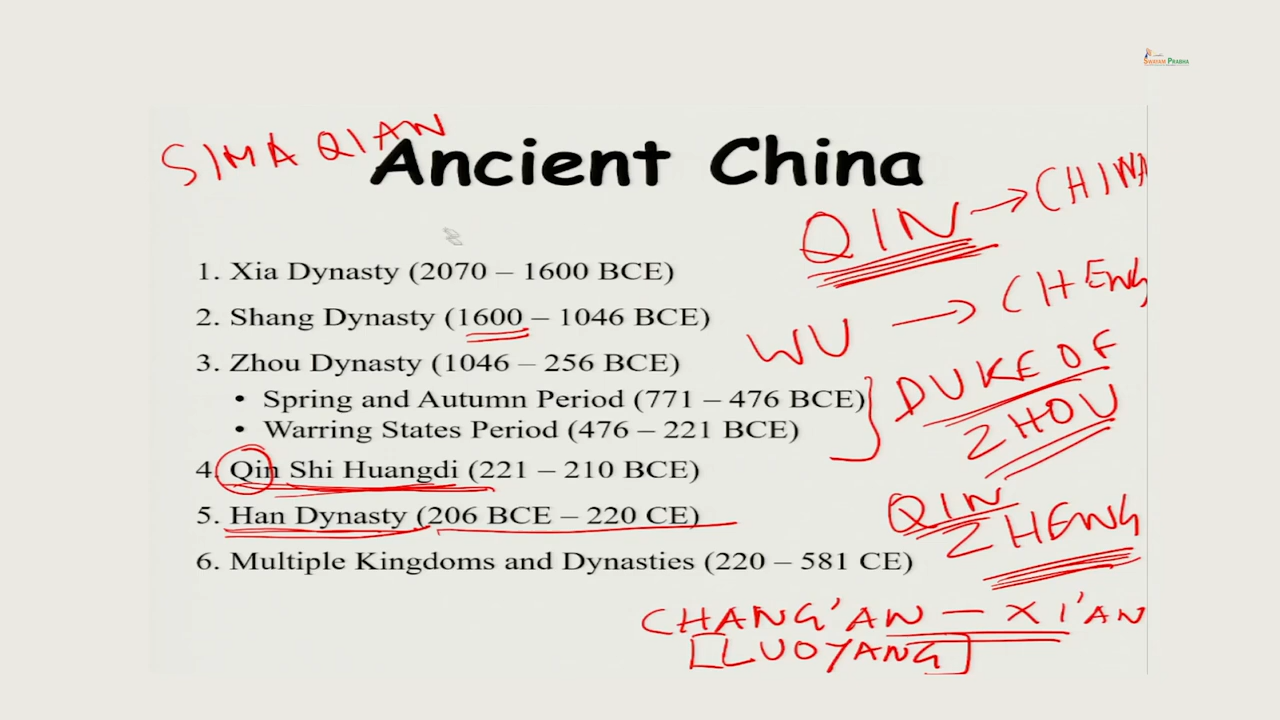 SWAYAM PRABHA
SIMA QIAN
Ancient China
QIN → CHINA
1. Xia Dynasty (2070 – 1600 BCE)
2. Shang Dynasty (1600 – 1046 BCE)
WU → CHENG
3. Zhou Dynasty (1046 – 256 BCE)
• Spring and Autumn Period (771 – 476 BCE)
• Warring States Period (476 – 221 BCE)
DUKE OF
ZHOU
4. Qin Shi Huangdi (221 – 210 BCE)
5. Han Dynasty (206 BCE – 220 CE)
QIN
ZHENG
6. Multiple Kingdoms and Dynasties (220 – 581 CE)
CHANG'AN — XI'AN
[LUOYANG]